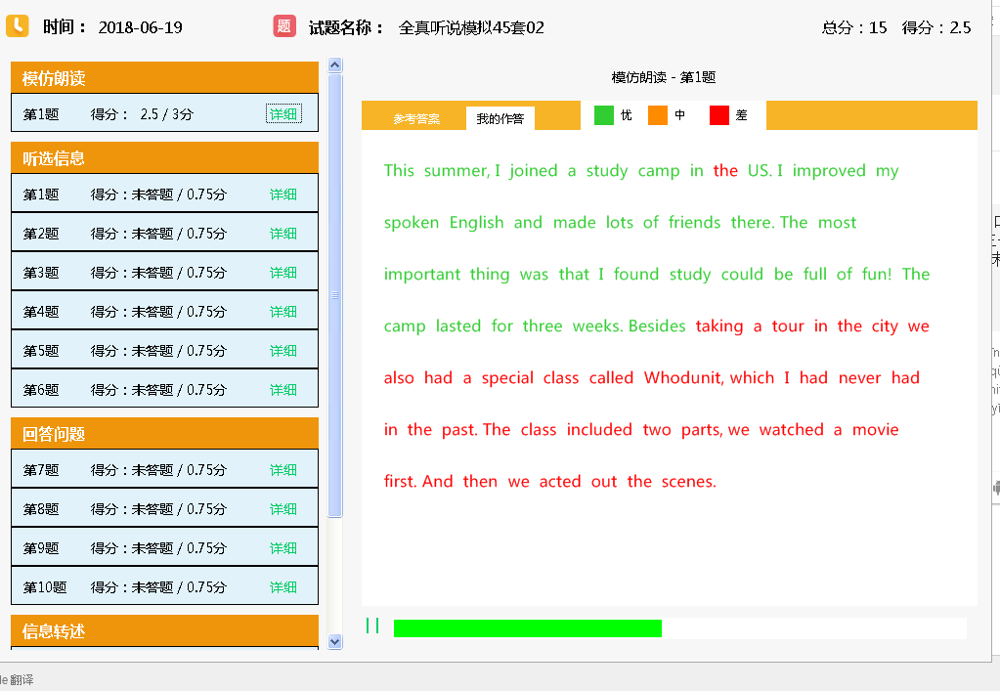 时间： 2018-06-19 题 试题名称： 全真听说模拟45套02 总分：15 得分：2.5
模仿朗读
第1题 得分： 2.5 / 3分 详细
听选信息
第1题 得分：未答题 / 0.75分 详细
第2题 得分：未答题 / 0.75分 详细
第3题 得分：未答题 / 0.75分 详细
第4题 得分：未答题 / 0.75分 详细
第5题 得分：未答题 / 0.75分 详细
第6题 得分：未答题 / 0.75分 详细
回答问题
第7题 得分：未答题 / 0.75分 详细
第8题 得分：未答题 / 0.75分 详细
第9题 得分：未答题 / 0.75分 详细
第10题 得分：未答题 / 0.75分 详细
信息转述
模仿朗读 - 第1题
参考答案 我的作答 优 中 差
This summer, I joined a study camp in the US. I improved my
spoken English and made lots of friends there. The most
important thing was that I found study could be full of fun! The
camp lasted for three weeks. Besides taking a tour in the city we
also had a special class called Whodunit, which I had never had
in the past. The class included two parts, we watched a movie
first. And then we acted out the scenes.
le 翻译